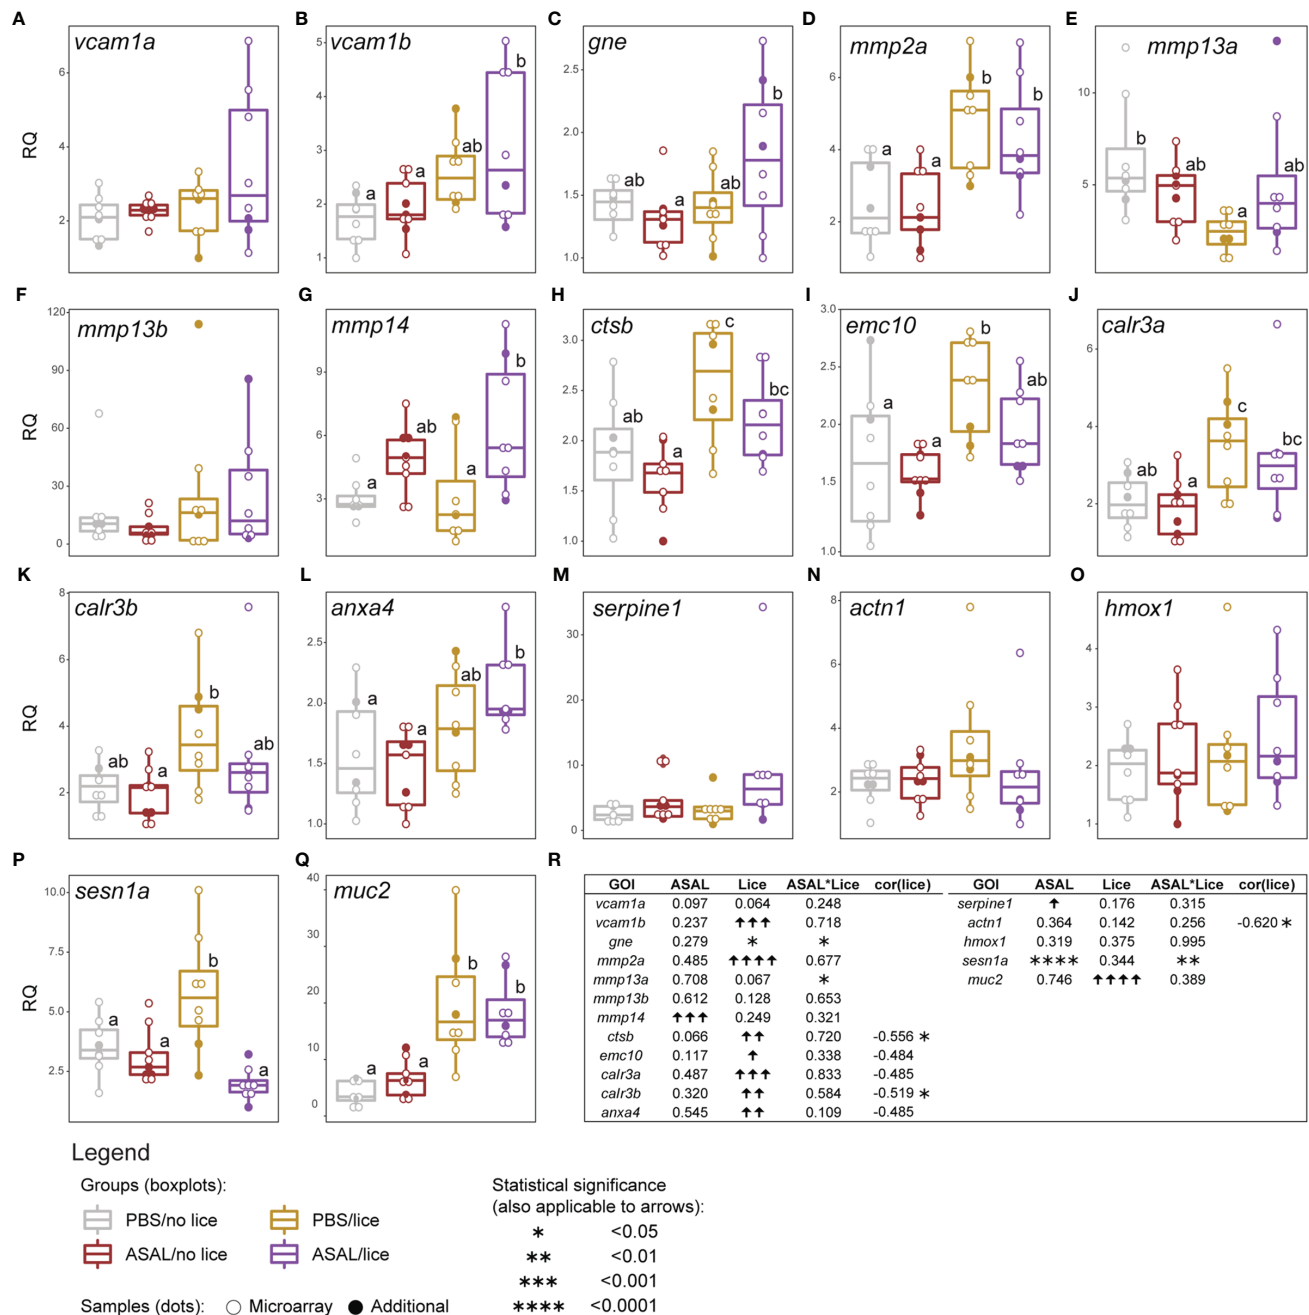 A B C D E
vcam1a vcam1b gne mmp2a mmp13a
RQ
6 4 2
5 4 3 2 1
2.5 2.0 1.5 1.0
6 4 2
10 5
a a ab b
ab a ab b
a a b b
b ab a ab
F G H I J
mmp13b mmp14 ctsb emc10 calr3a
RQ
120 90 60 30 0
9 6 3
3.0 2.5 2.0 1.5 1.0
3.0 2.5 2.0 1.5 1.0
6 4 2
a ab a b
ab a c bc
a a b ab
ab a c bc
K L M N O
calr3b anxa4 serpine1 actn1 hmox1
RQ
8 6 4 2
2.5 2.0 1.5 1.0
30 20 10 0
8 6 4 2
4 3 2 1
ab a b ab
a a ab b
P Q R
sesn1a muc2
RQ
10.0 7.5 5.0 2.5
40 30 20 10 0
a a b a
a a b b
GOI ASAL Lice ASAL*Lice cor(lice) GOI ASAL Lice ASAL*Lice cor(lice)
vcam1a 0.097 0.064 0.248 serpine1 ↑ 0.176 0.315
vcam1b 0.237 ↑↑↑ 0.718 actn1 0.364 0.142 0.256 -0.620 *
gne 0.279 * * hmox1 0.319 0.375 0.995
mmp2a 0.485 ↑↑↑↑ 0.677 sesn1a **** 0.344 **
mmp13a 0.708 0.067 * muc2 0.746 ↑↑↑↑ 0.389
mmp13b 0.612 0.128 0.653
mmp14 ↑↑↑ 0.249 0.321
ctsb 0.066 ↑↑ 0.720 -0.556 *
emc10 0.117 ↑ 0.338 -0.484
calr3a 0.487 ↑↑↑ 0.833 -0.485
calr3b 0.320 ↑↑ 0.584 -0.519 *
anxa4 0.545 ↑↑ 0.109 -0.485
Legend
Groups (boxplots):
PBS/no lice PBS/lice
ASAL/no lice ASAL/lice
Samples (dots): Microarray Additional
Statistical significance
(also applicable to arrows):
* <0.05
** <0.01
*** <0.001
**** <0.0001